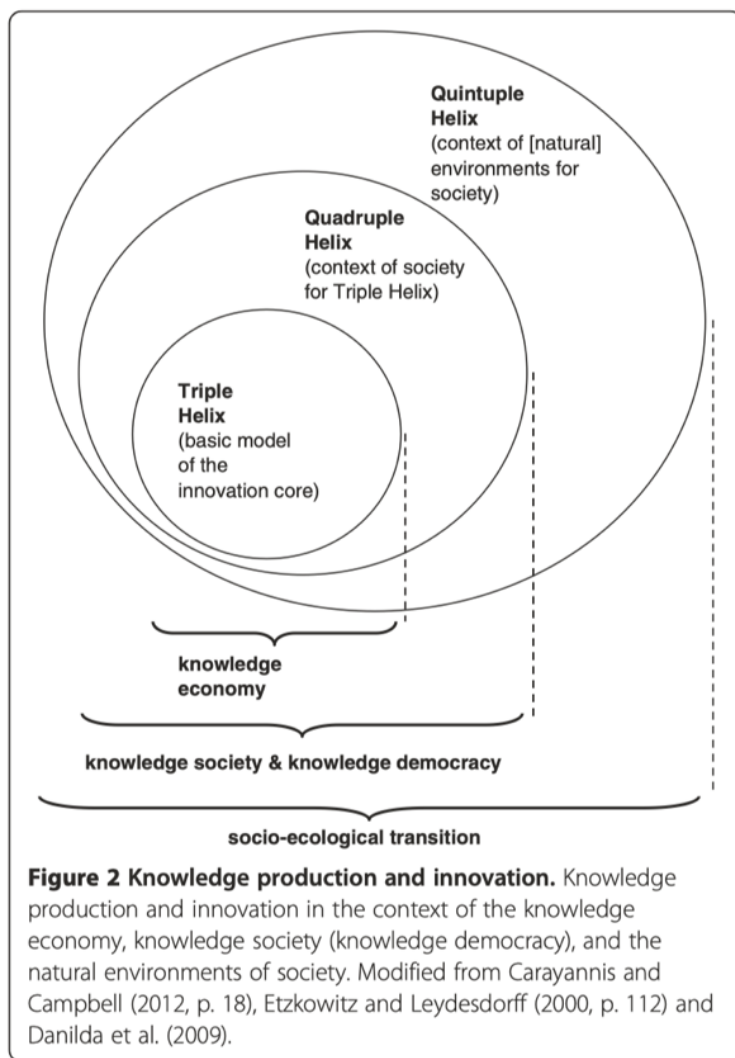 Quintuple
Helix
(context of [natural]
environments for
society)
Quadruple
Helix
(context of society
for Triple Helix)
Triple
Helix
(basic model
of the
innovation core)
knowledge
economy
knowledge society & knowledge democracy
socio-ecological transition
Figure 2 Knowledge production and innovation. Knowledge
production and innovation in the context of the knowledge
economy, knowledge society (knowledge democracy), and the
natural environments of society. Modified from Carayannis and
Campbell (2012, p. 18), Etzkowitz and Leydesdorff (2000, p. 112) and
Danilda et al. (2009).